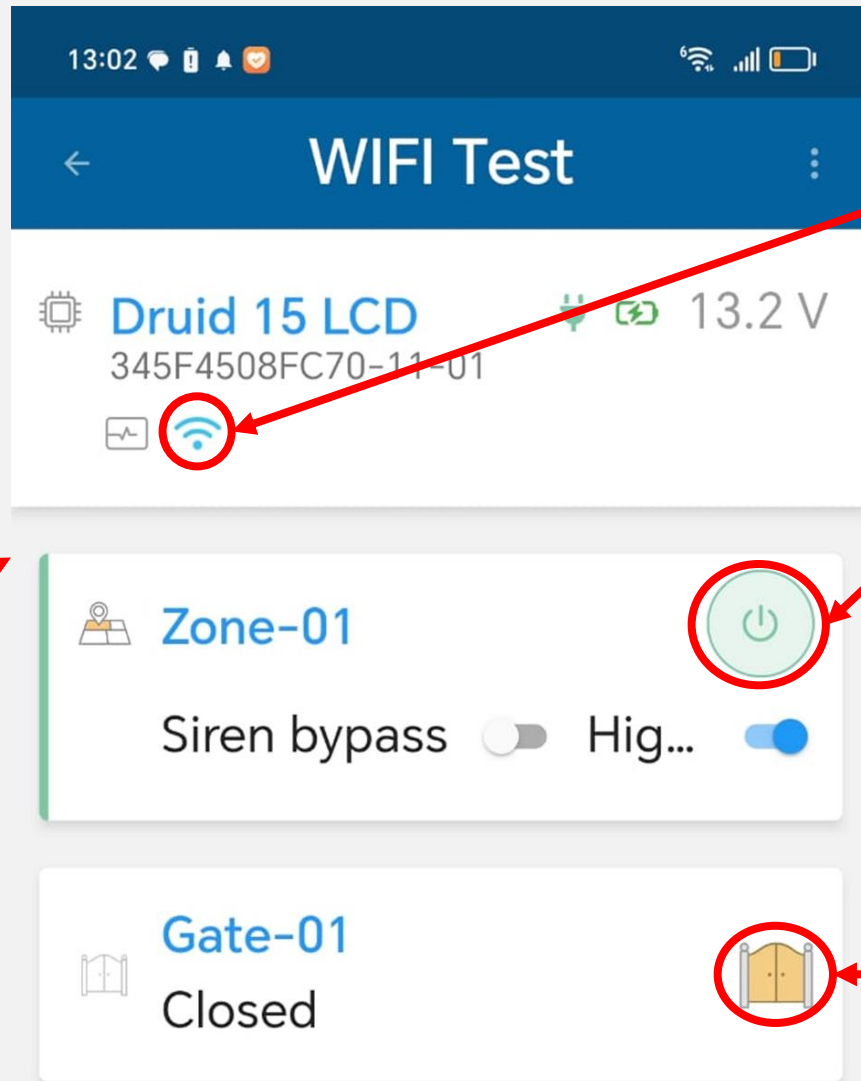 13:02
6
WIFI Test
Druid 15 LCD
13.2 V
345F4508FC70-11-01
Zone-01
Siren bypass Hig...
Gate-01
Closed